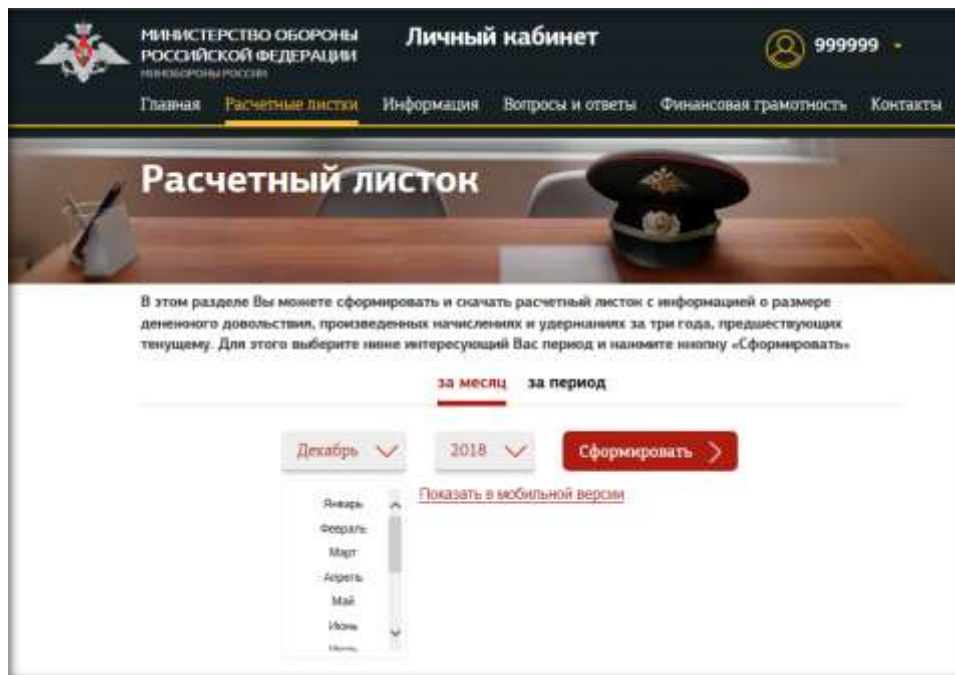 МИНИСТЕРСТВО ОБОРОНЫ
РОССИЙСКОЙ ФЕДЕРАЦИИ
МИНОБОРОНЫ РОССИИ
Личный кабинет
999999
Главная Расчетные листки Информация Вопросы и ответы Финансовая грамотность Контакты
Расчетный листок
В этом разделе Вы можете сформировать и скачать расчетный листок с информацией о размере
денежного довольствия, произведенных начислениях и удержаниях за три года, предшествующих
текущему. Для этого выберите ниже интересующий Вас период и нажмите кнопку «Сформировать»
за месяц за период
Декабрь 2018 Сформировать
Показать в мобильной версии
Январь
Февраль
Март
Апрель
Май
Июнь
Июль